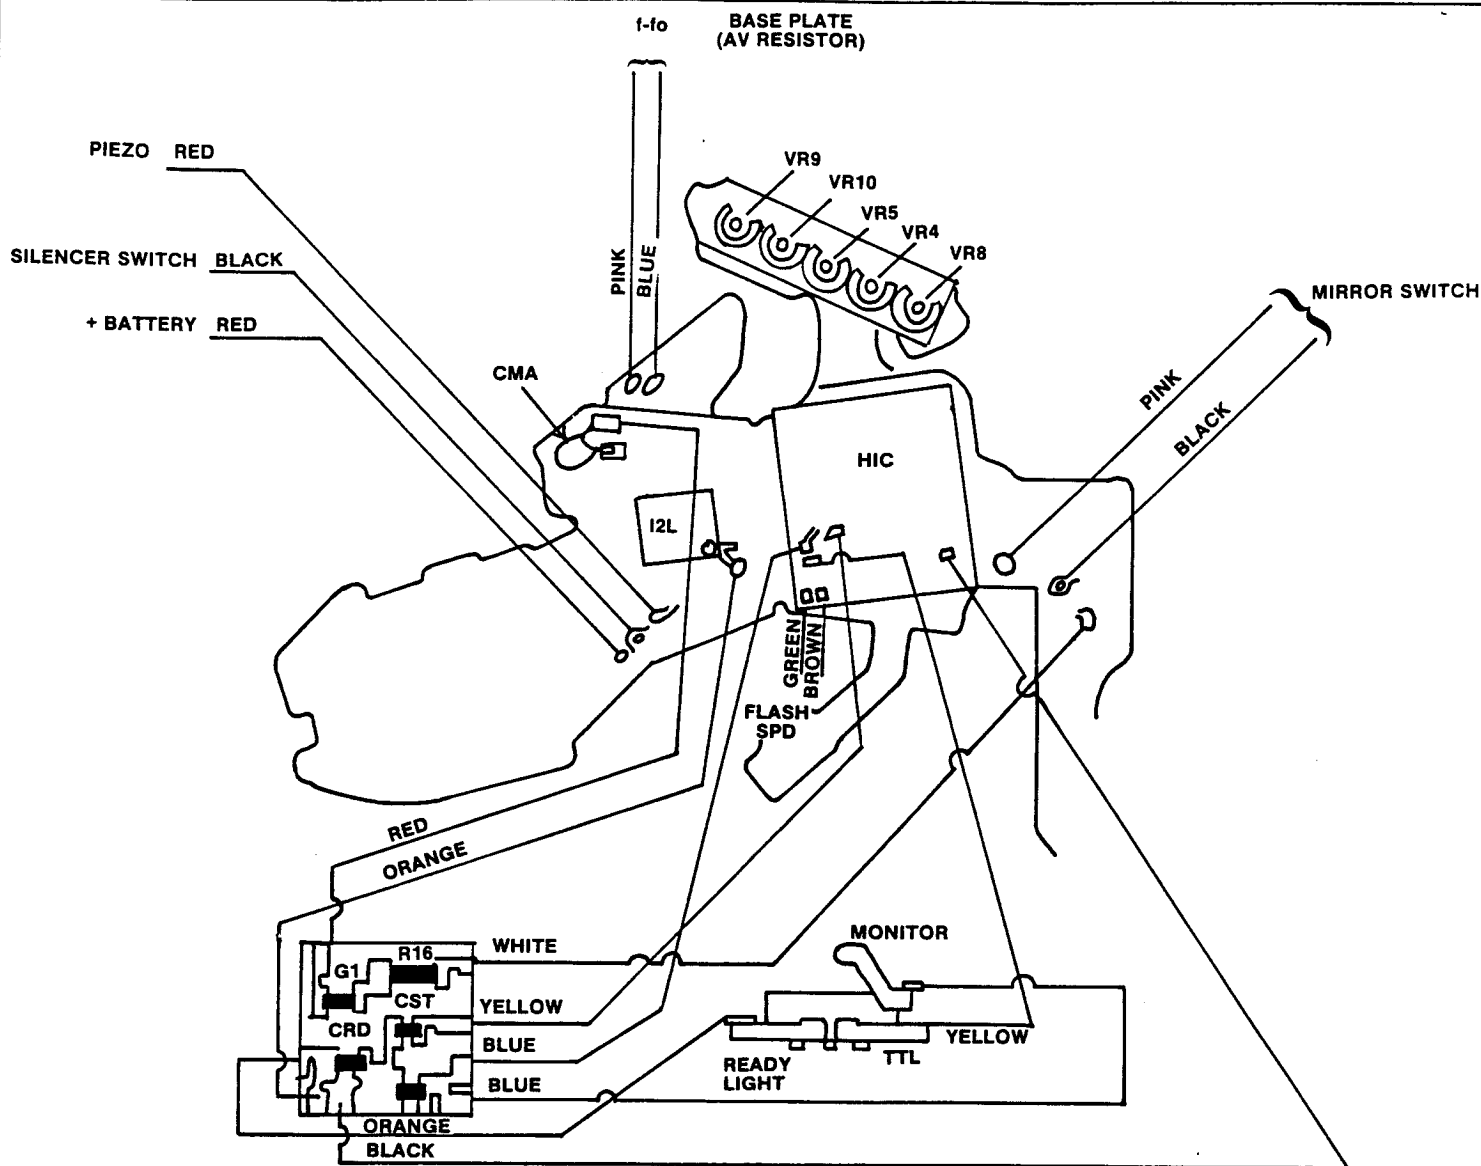 f-fo
BASE PLATE
(AV RESISTOR)
PIEZO RED
VR9
VR10
VR5
VR4
VR8
SILENCER SWITCH BLACK
PINK
BLUE
MIRROR SWITCH
+ BATTERY RED
CMA
PINK
BLACK
HIC
I2L
GREEN
BROWN
FLASH
SPD
RED
ORANGE
MONITOR
WHITE
R16
G1
CST
YELLOW
CRD
YELLOW
BLUE
TTL
READY
LIGHT
BLUE
ORANGE
BLACK